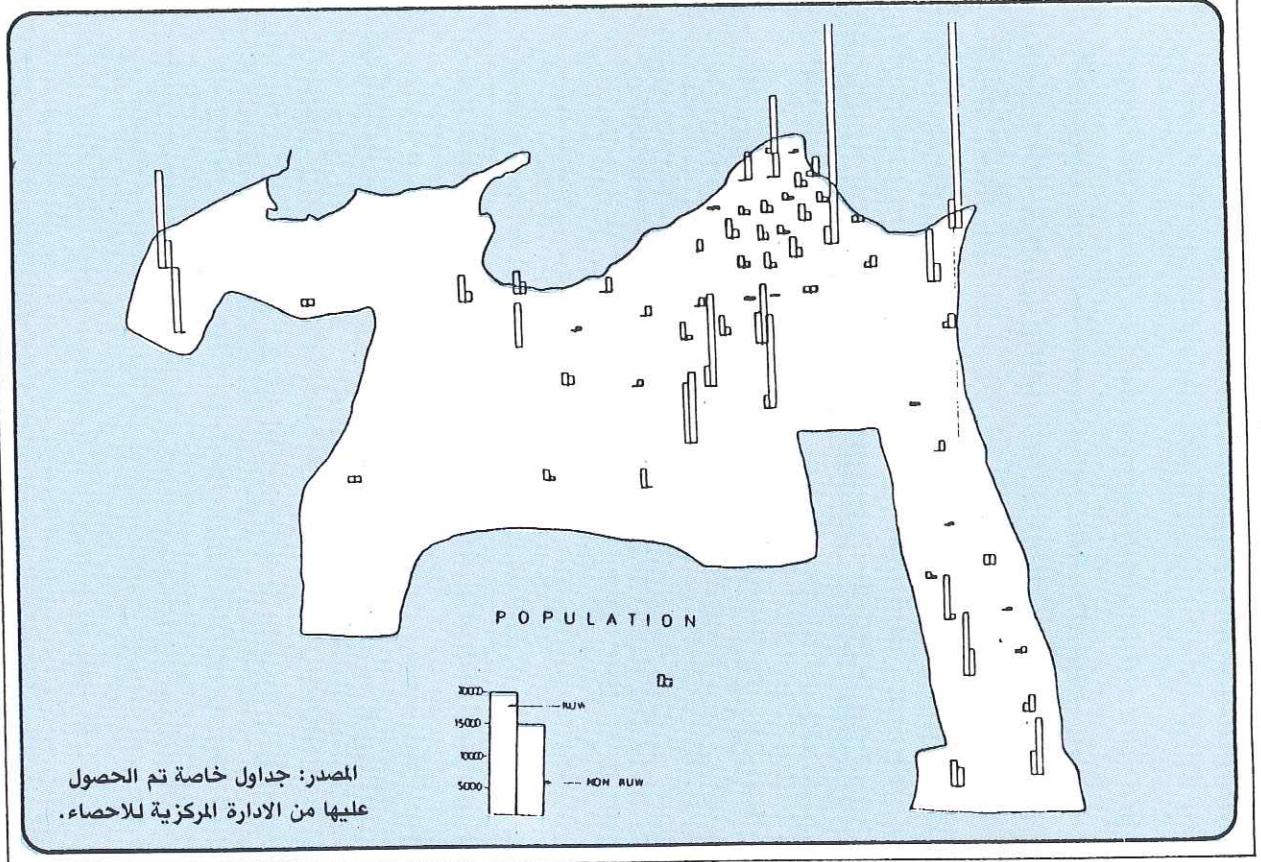 POPULATION
20000
15000
10000
5000
KUW
NON KUW
المصدر: جداول خاصة تم الحصول
عليها من الادارة المركزية للاحصاء.